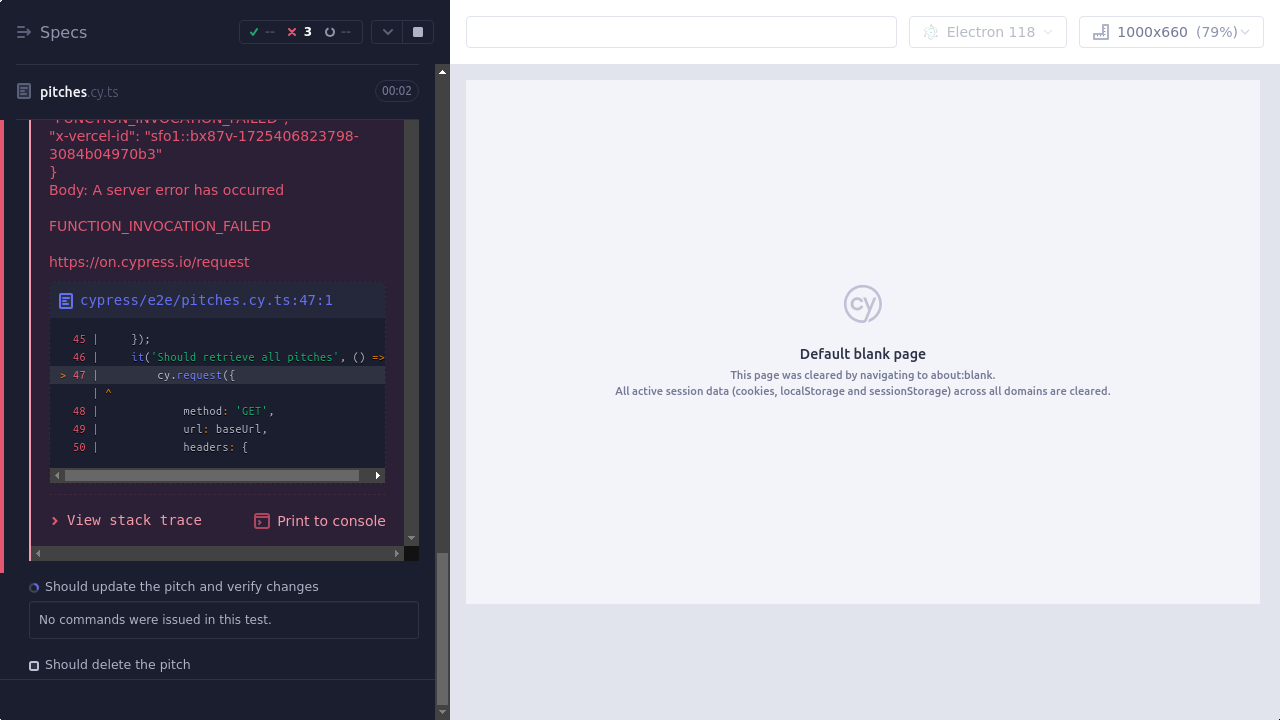 Specs
-- 3 --
pitches.cy.ts
00:02
"FUNCTION_INVOCATION_FAILED",
"x-vercel-id": "sfo1::bx87v-1725406823798-
3084b04970b3"
}
Body: A server error has occurred
FUNCTION_INVOCATION_FAILED
https://on.cypress.io/request
cypress/e2e/pitches.cy.ts:47:1
45 | });
46 | it('Should retrieve all pitches', () =>
> 47 | cy.request({
| ^
48 | method: 'GET',
49 | url: baseUrl,
50 | headers: {
View stack trace
Print to console
Should update the pitch and verify changes
No commands were issued in this test.
Should delete the pitch
Electron 118
1000x660 (79%)
cy
Default blank page
This page was cleared by navigating to about:blank.
All active session data (cookies, localStorage and sessionStorage) across all domains are cleared.